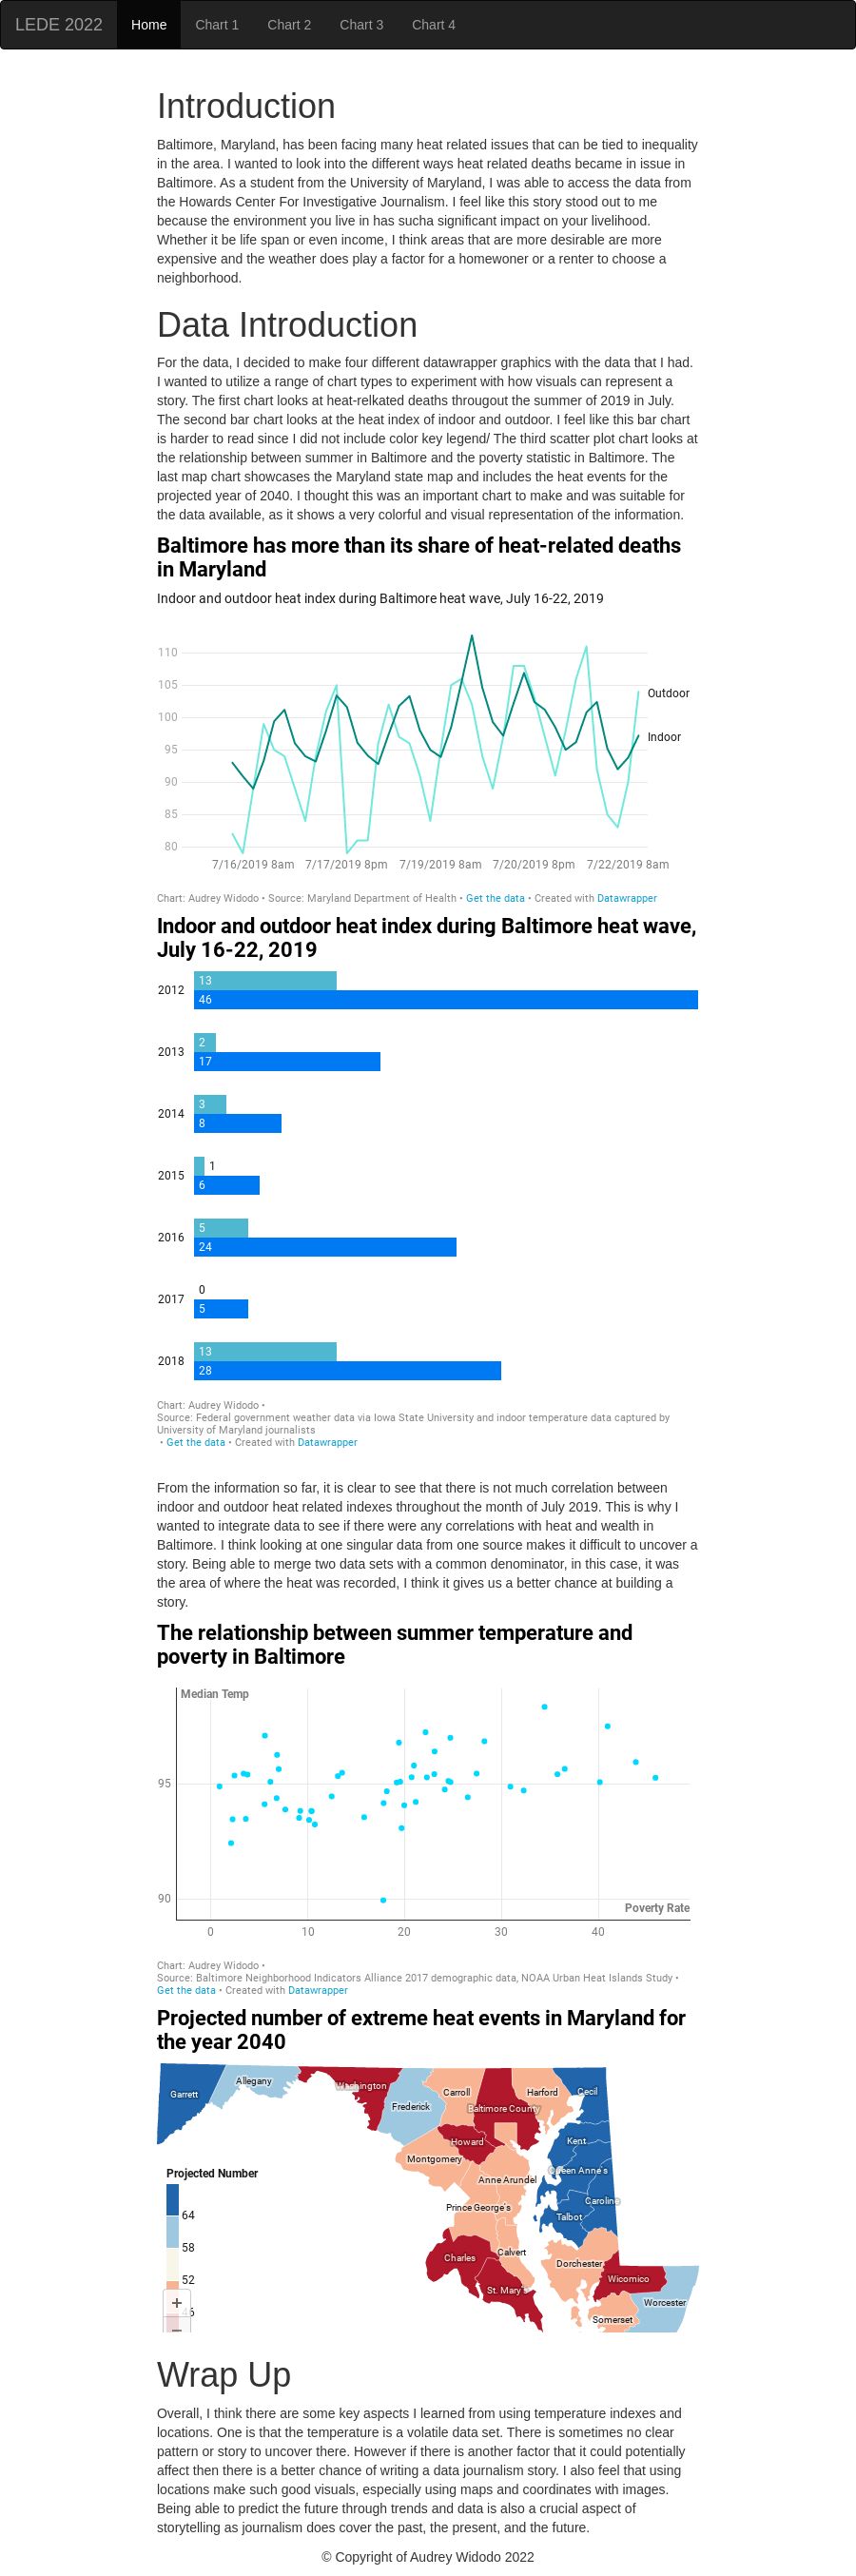 LEDE 2022 Home Chart 1 Chart 2 Chart 3 Chart 4
Introduction
Baltimore, Maryland, has been facing many heat related issues that can be tied to inequality
in the area. I wanted to look into the different ways heat related deaths became in issue in
Baltimore. As a student from the University of Maryland, I was able to access the data from
the Howards Center For Investigative Journalism. I feel like this story stood out to me
because the environment you live in has sucha significant impact on your livelihood.
Whether it be life span or even income, I think areas that are more desirable are more
expensive and the weather does play a factor for a homewoner or a renter to choose a
neighborhood.
Data Introduction
For the data, I decided to make four different datawrapper graphics with the data that I had.
I wanted to utilize a range of chart types to experiment with how visuals can represent a
story. The first chart looks at heat-relkated deaths througout the summer of 2019 in July.
The second bar chart looks at the heat index of indoor and outdoor. I feel like this bar chart
is harder to read since I did not include color key legend/ The third scatter plot chart looks at
the relationship between summer in Baltimore and the poverty statistic in Baltimore. The
last map chart showcases the Maryland state map and includes the heat events for the
projected year of 2040. I thought this was an important chart to make and was suitable for
the data available, as it shows a very colorful and visual representation of the information.
Baltimore has more than its share of heat-related deaths
in Maryland
Indoor and outdoor heat index during Baltimore heat wave, July 16-22, 2019
110
105
Outdoor
100
Indoor
95
90
85
80
7/16/2019 8am 7/17/2019 8pm 7/19/2019 8am 7/20/2019 8pm 7/22/2019 8am
Chart: Audrey Widodo • Source: Maryland Department of Health • Get the data • Created with Datawrapper
Indoor and outdoor heat index during Baltimore heat wave,
July 16-22, 2019
13
2012
46
2
2013
17
3
2014
8
1
2015
6
5
2016
24
0
2017
5
13
2018
28
Chart: Audrey Widodo •
Source: Federal government weather data via Iowa State University and indoor temperature data captured by
University of Maryland journalists
• Get the data • Created with Datawrapper
From the information so far, it is clear to see that there is not much correlation between
indoor and outdoor heat related indexes throughout the month of July 2019. This is why I
wanted to integrate data to see if there were any correlations with heat and wealth in
Baltimore. I think looking at one singular data from one source makes it difficult to uncover a
story. Being able to merge two data sets with a common denominator, in this case, it was
the area of where the heat was recorded, I think it gives us a better chance at building a
story.
The relationship between summer temperature and
poverty in Baltimore
Median Temp
95
90
Poverty Rate
0 10 20 30 40
Chart: Audrey Widodo •
Source: Baltimore Neighborhood Indicators Alliance 2017 demographic data, NOAA Urban Heat Islands Study •
Get the data • Created with Datawrapper
Projected number of extreme heat events in Maryland for
the year 2040
Allegany
Washington
Garrett
Carroll
Harford
Cecil
Frederick
Baltimore County
Howard
Kent
Montgomery
Queen Anne's
Projected Number
Anne Arundel
Caroline
Prince George's
64
Talbot
58
Calvert
Charles
Dorchester
52
Wicomico
St. Mary's
+
Worcester
Somerset
−
Wrap Up
Overall, I think there are some key aspects I learned from using temperature indexes and
locations. One is that the temperature is a volatile data set. There is sometimes no clear
pattern or story to uncover there. However if there is another factor that it could potentially
affect then there is a better chance of writing a data journalism story. I also feel that using
locations make such good visuals, especially using maps and coordinates with images.
Being able to predict the future through trends and data is also a crucial aspect of
storytelling as journalism does cover the past, the present, and the future.
© Copyright of Audrey Widodo 2022